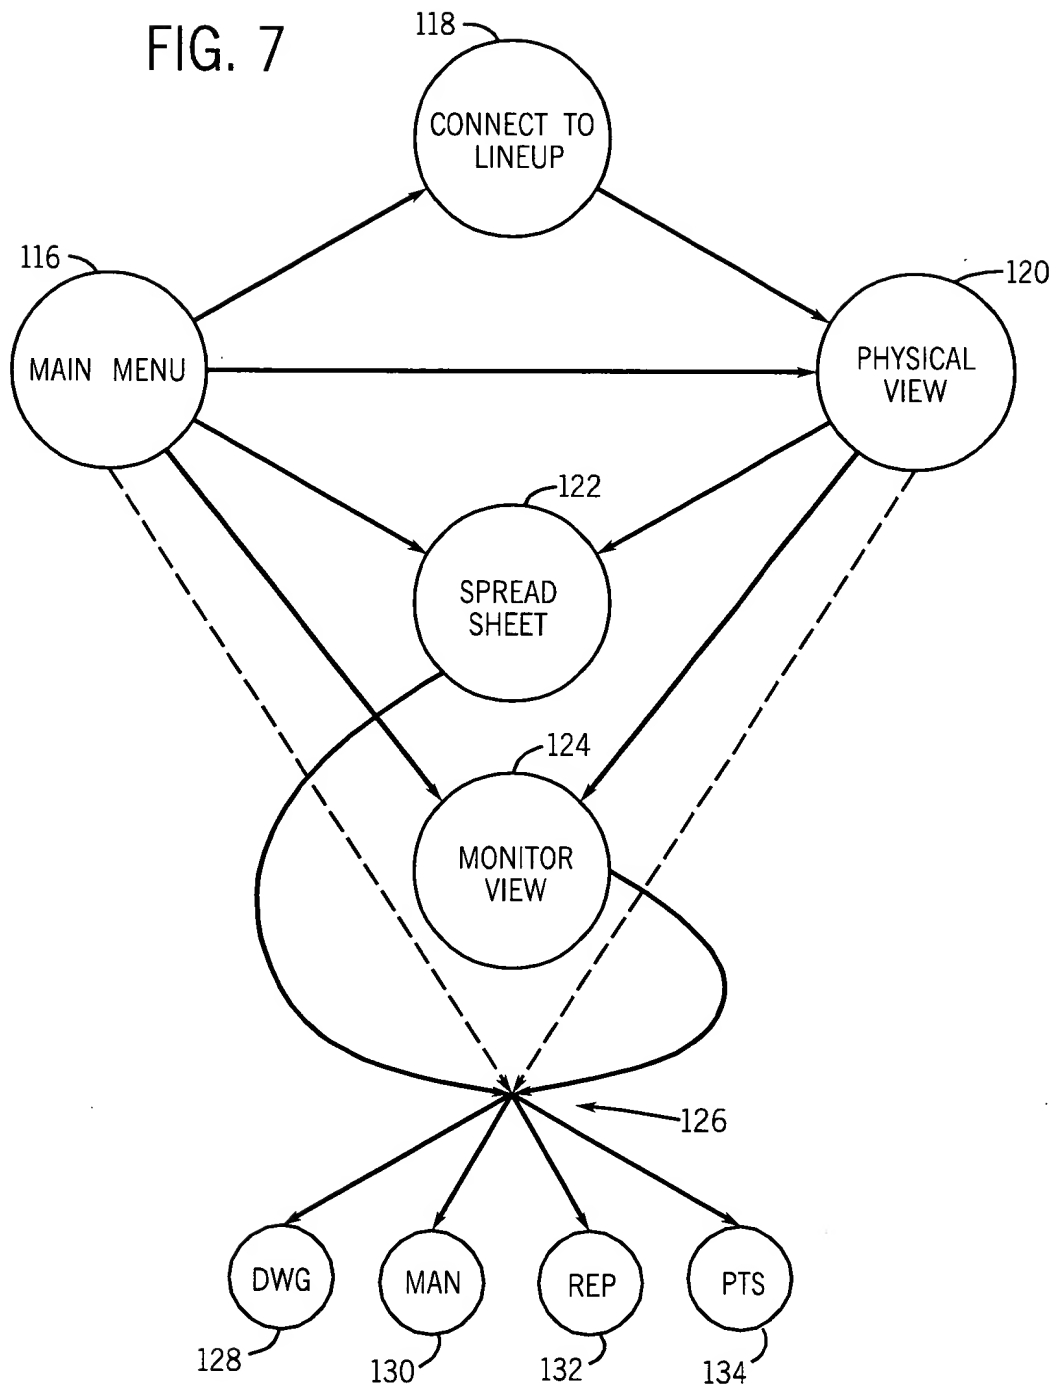 FIG. 7
118
CONNECT TO
LINEUP
116
MAIN MENU
120
PHYSICAL
VIEW
122
SPREAD
SHEET
124
MONITOR
VIEW
126
DWG
MAN
REP
PTS
128
130
132
134